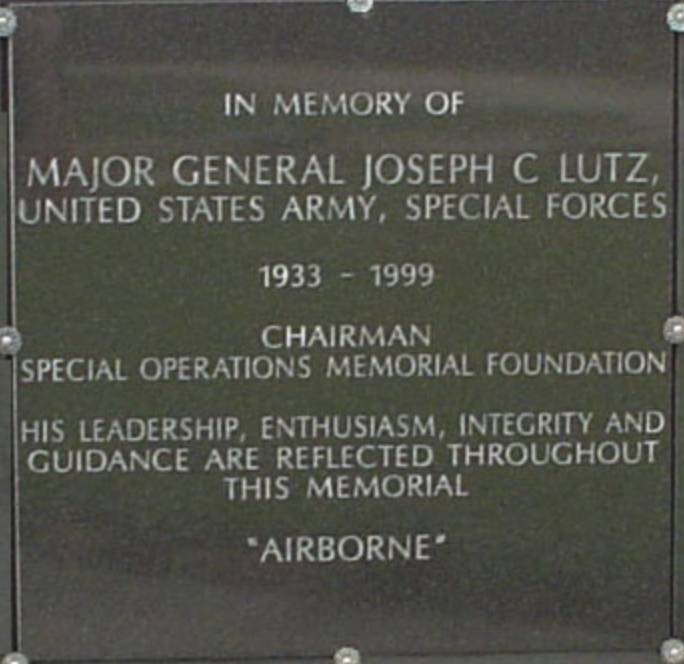 IN MEMORY OF
MAJOR GENERAL JOSEPH C LUTZ,
UNITED STATES ARMY, SPECIAL FORCES
1933 - 1999
CHAIRMAN
SPECIAL OPERATIONS MEMORIAL FOUNDATION
HIS LEADERSHIP, ENTHUSIASM, INTEGRITY AND
GUIDANCE ARE REFLECTED THROUGHOUT
THIS MEMORIAL
"AIRBORNE"